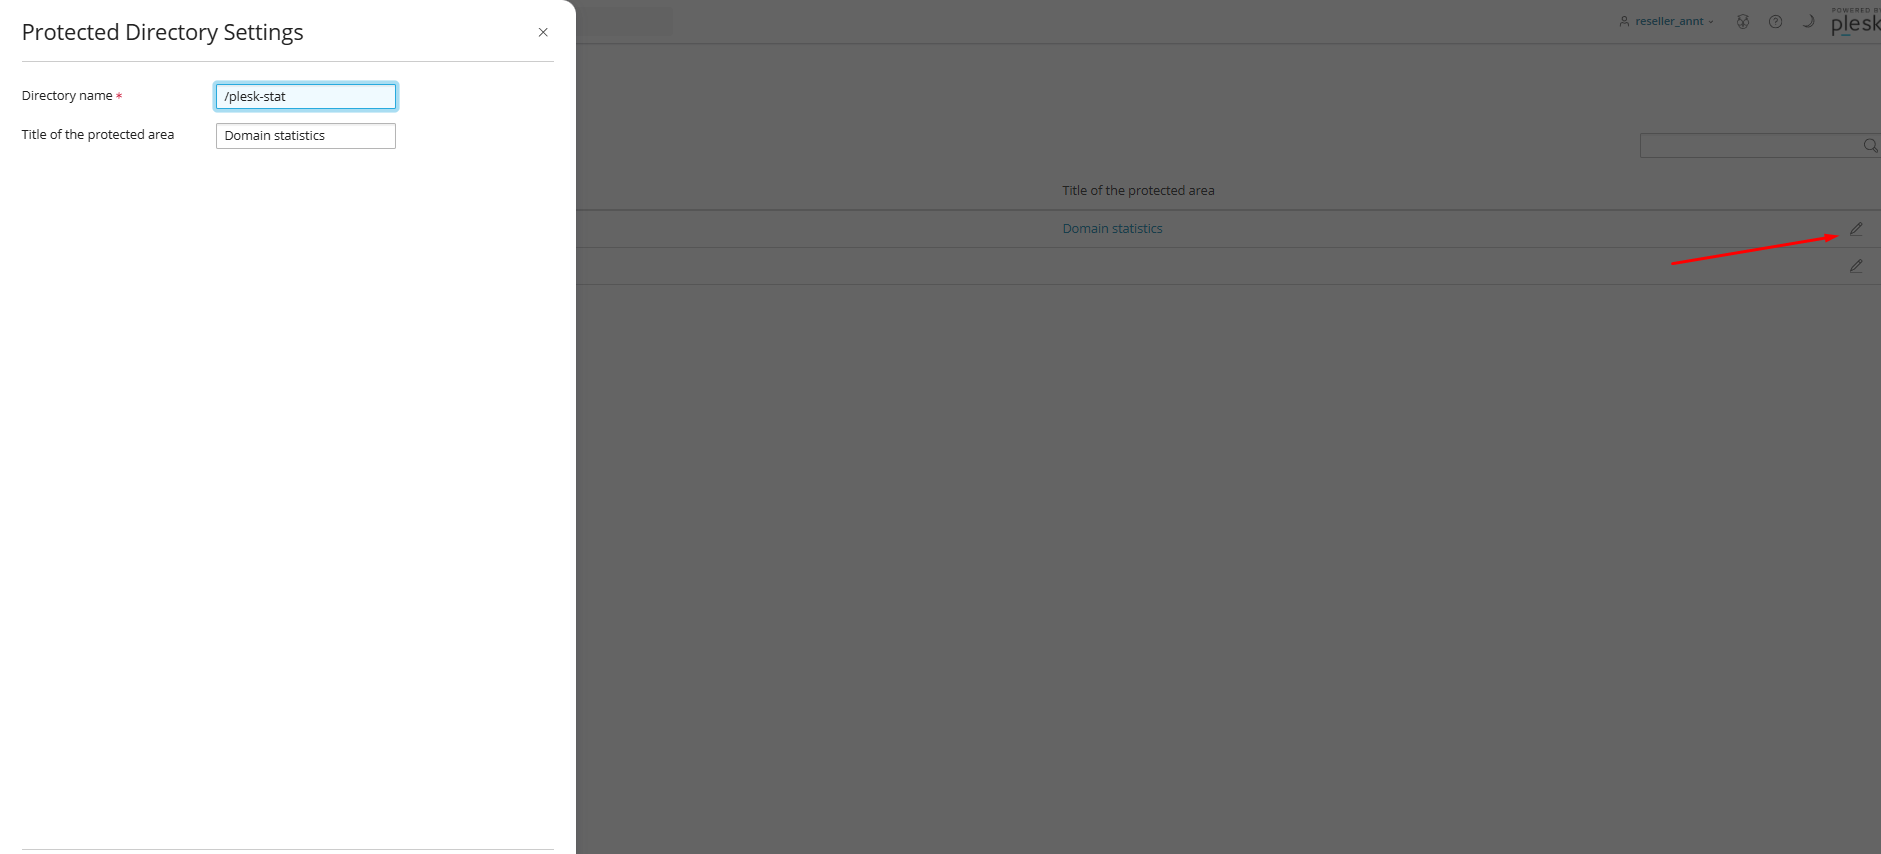 Protected Directory Settings
Directory name *
/plesk-stat
Title of the protected area
Domain statistics
reseller_annt
POWERED BY
plesk
Title of the protected area
Domain statistics